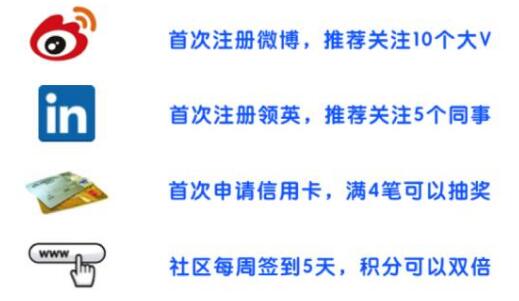 首次注册微博，推荐关注10个大V
in
首次注册领英，推荐关注5个同事
首次申请信用卡，满4笔可以抽奖
www
社区每周签到5天，积分可以双倍